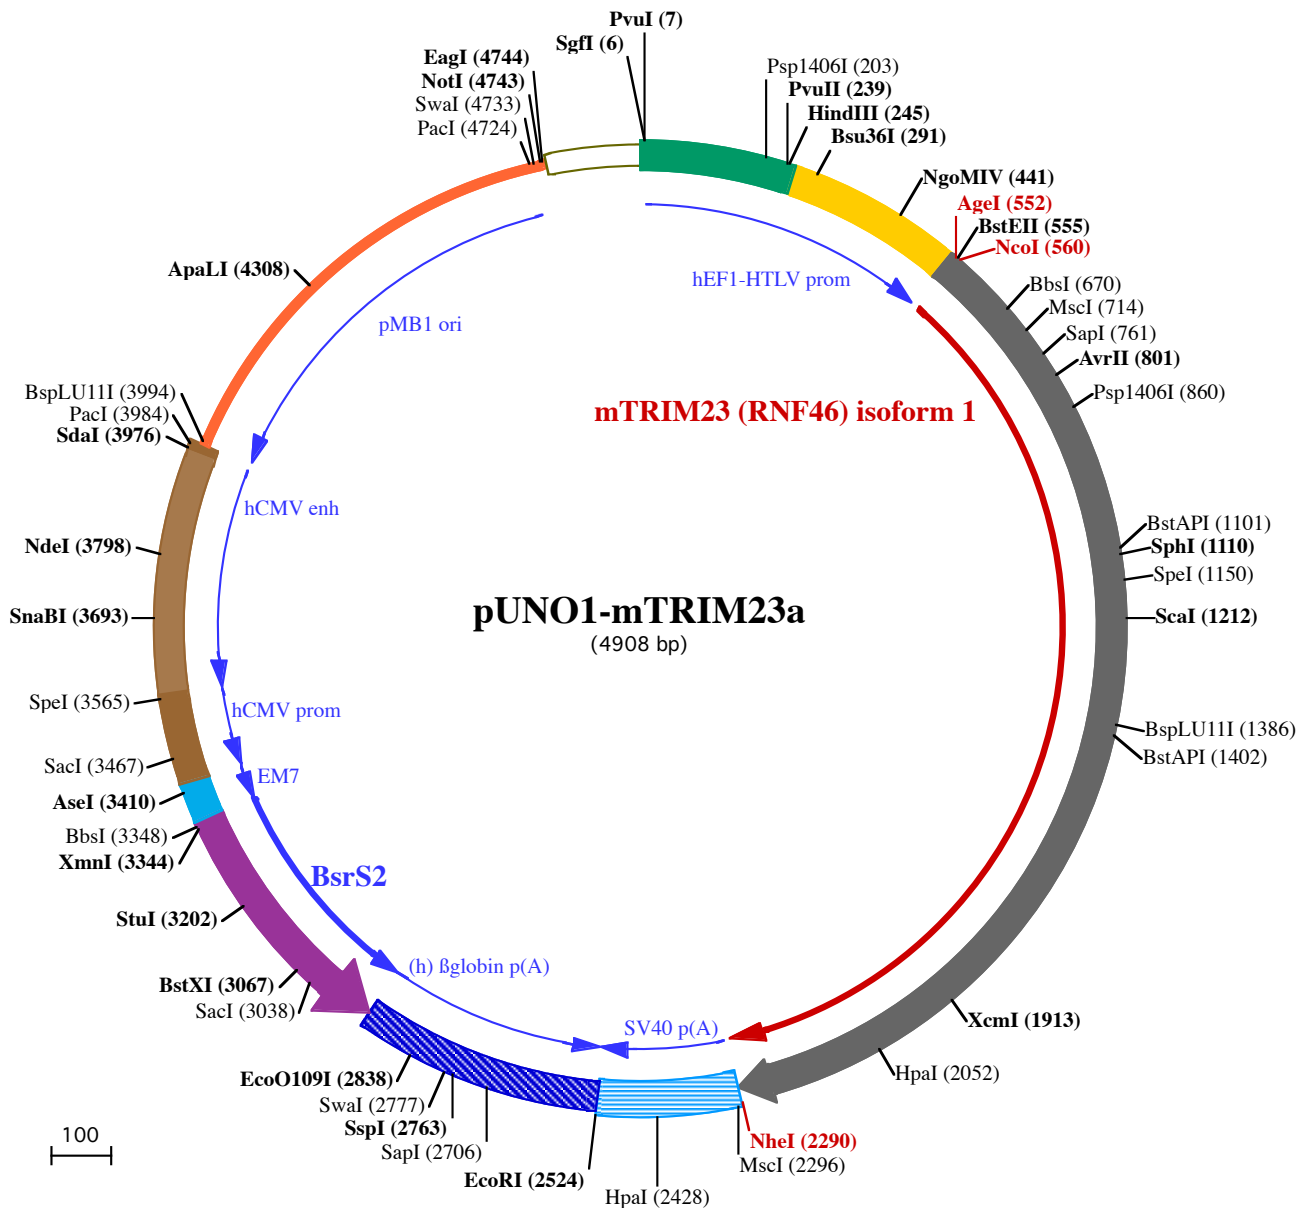 PvuI (7)
SgfI (6)
EagI (4744)
NotI (4743)
SwaI (4733)
PacI (4724)
Psp1406I (203)
PvuII (239)
HindIII (245)
Bsu36I (291)
NgoMIV (441)
AgeI (552)
BstEII (555)
NcoI (560)
BbsI (670)
MscI (714)
SapI (761)
AvrII (801)
Psp1406I (860)
BstAPI (1101)
SphI (1110)
SpeI (1150)
ScaI (1212)
BspLU11I (1386)
BstAPI (1402)
XcmI (1913)
HpaI (2052)
NheI (2290)
MscI (2296)
HpaI (2428)
EcoRI (2524)
SapI (2706)
SspI (2763)
SwaI (2777)
EcoO109I (2838)
SacI (3038)
BstXI (3067)
StuI (3202)
XmnI (3344)
BbsI (3348)
AseI (3410)
SacI (3467)
SpeI (3565)
SnaBI (3693)
NdeI (3798)
SdaI (3976)
PacI (3984)
BspLU11I (3994)
ApaLI (4308)
hEF1-HTLV prom
pMB1 ori
mTRIM23 (RNF46) isoform 1
hCMV enh
pUNO1-mTRIM23a
(4908 bp)
hCMV prom
EM7
BsrS2
(h) ßglobin p(A)
SV40 p(A)
100